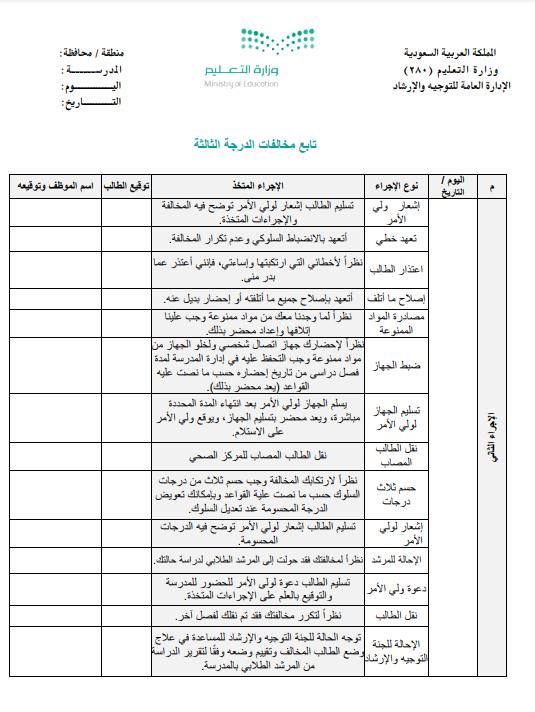 المملكة العربية السعودية
وزارة التعليم (٢٨٠)
الإدارة العامة للتوجيه والإرشاد
وزارة التعـليم
Ministry of Education
منطقة / محافظة:
المدرســــــة :
اليـــــــــوم:
التــــــــاريخ:
تابع مخالفات الدرجة الثالثة
م
اليوم /
التاريخ
نوع الإجراء
الإجراء المتخذ
توقيع الطالب
اسم الموظف وتوقيعه
الإجراء الثاني
إشعار ولي
الأمر
تسليم الطالب إشعار لولي الأمر توضح فيه المخالفة
والإجراءات المتخذة.
تعهد خطي
أتعهد بالانضباط السلوكي وعدم تكرار المخالفة.
اعتذار الطالب
نظراً لأخطائي التي ارتكبتها وإساءتي، فإنني أعتذر عما
بدر منى.
إصلاح ما أتلف
أتعهد بإصلاح جميع ما أتلفته أو إحضار بديل عنه.
مصادرة المواد
الممنوعة
نظراً لما وجدنا معك من مواد ممنوعة وجب علينا
إتلافها وإعداد محضر بذلك.
ضبط الجهاز
نظراً لإحضارك جهاز اتصال شخصي ولخلو الجهاز من
مواد ممنوعة وجب التحفظ عليه في إدارة المدرسة لمدة
فصل دراسي من تاريخ إحضاره حسب ما نصت عليه
القواعد (يعد محضر بذلك).
تسليم الجهاز
لولي الأمر
يسلم الجهاز لولي الأمر بعد انتهاء المدة المحددة
مباشرة، ويعد محضر بتسليم الجهاز، ويوقع ولي الأمر
على الاستلام.
نقل الطالب
المصاب
نقل الطالب المصاب للمركز الصحي
حسم ثلاث
درجات
نظراً لارتكابك المخالفة وجب حسم ثلاث من درجات
السلوك حسب ما نصت علية القواعد وبإمكانك تعويض
الدرجة المحسومة عند تعديل السلوك.
إشعار لولي
الأمر
تسليم الطالب إشعار لولي الأمر توضح فيه الدرجات
المحسومة.
الإحالة للمرشد
نظراً لمخالفتك فقد حولت إلى المرشد الطلابي لدراسة حالتك.
دعوة ولي الأمر
تسليم الطالب دعوة لولي الأمر للحضور للمدرسة
والتوقيع بالعلم على الإجراءات المتخذة.
نقل الطالب
نظراً لتكرر مخالفتك فقد تم نقلك لفصل آخر.
الإحالة للجنة
التوجيه والإرشاد
توجه الحالة للجنة التوجيه والإرشاد للمساعدة في علاج
وضع الطالب المخالف وتقييم وضعه وفقًا لتقرير الدراسة
من المرشد الطلابي بالمدرسة.